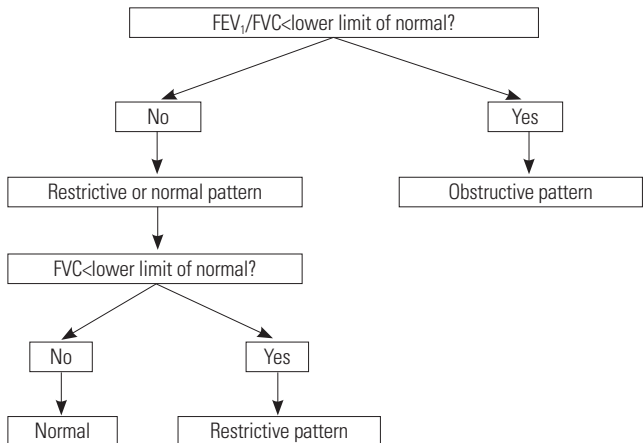 FEV₁/FVC<lower limit of normal?
No
Yes
Restrictive or normal pattern
Obstructive pattern
FVC<lower limit of normal?
No
Yes
Normal
Restrictive pattern